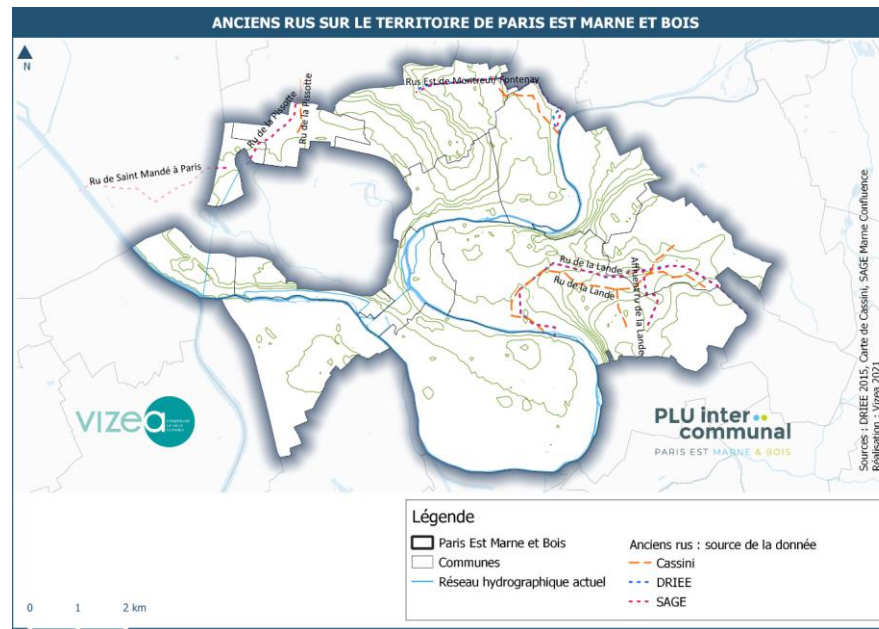 ANCIENS RUS SUR LE TERRITOIRE DE PARIS EST MARNE ET BOIS
N
Rus Est de Montreuil/Fontenay
Ru de la Pissotte
Ru de la Pissotte
Ru de Saint Mandé à Paris
Ru de la Lande
Ru de la Lande
Affluent ru de la Lande
vizea
PLU inter
communal
PARIS EST MARNE & BOIS
Sources : DRIEE 2015, Carte de Cassini, SAGE Marne Confluence
Réalisation : Vizea 2021
Légende
Paris Est Marne et Bois
Communes
Réseau hydrographique actuel
Anciens rus : source de la donnée
Cassini
DRIEE
SAGE
0 1 2 km